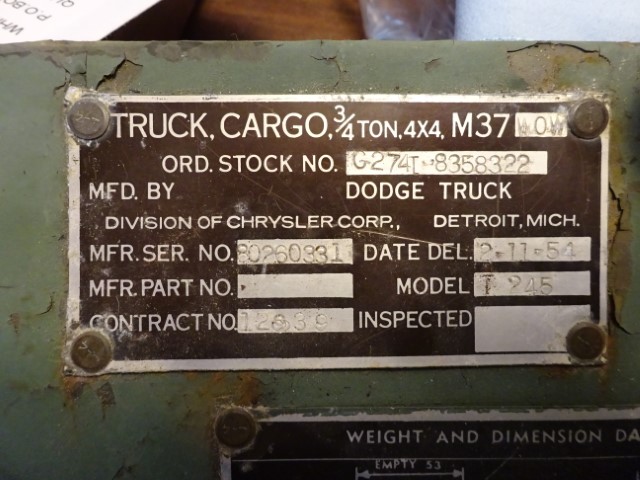 TRUCK, CARGO, 3/4 TON, 4X4, M37 WOW
ORD. STOCK NO. G2741-8358322
MFD. BY DODGE TRUCK
DIVISION OF CHRYSLER CORP., DETROIT, MICH.
MFR. SER. NO. 80260331 DATE DEL. 2-11-54
MFR. PART NO. MODEL T 245
CONTRACT NO. INSPECTED
WEIGHT AND DIMENSION DA
EMPTY 53